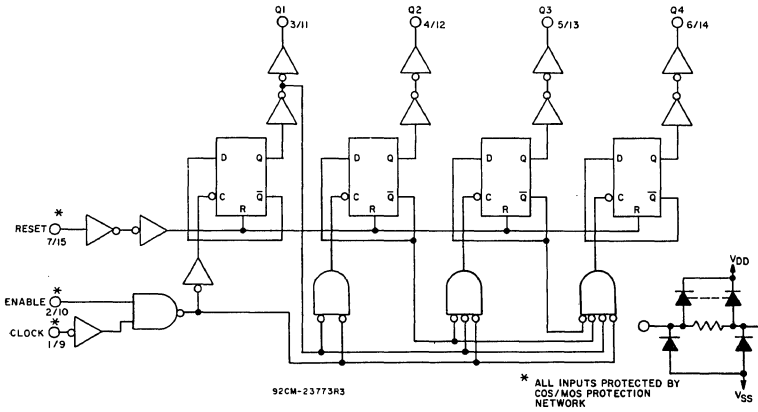 Q1 Q2 Q3 Q4
3/11 4/12 5/13 6/14
D Q D Q D Q D Q
C Q̅ C Q̅ C Q̅ C Q̅
R R R R
*
RESET
7/15
*
ENABLE
2/10
*
CLOCK
1/9
VDD
VSS
92CM-23773R3
* ALL INPUTS PROTECTED BY
COS/MOS PROTECTION
NETWORK